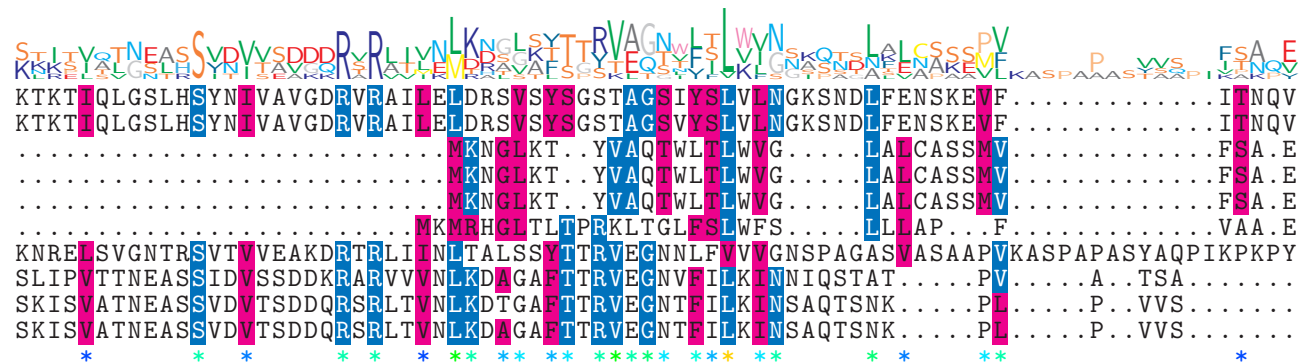 KTKTIQLGSLHSYNIVAVGDRVRAILELDRSVSYSGSTAGSIYSLVLNGKSNDLFENSKEVF.............ITNQV
KTKTIQLGSLHSYNIVAVGDRVRAILELDRSVSYSGSTAGSVYSLVLNGKSNDLFENSKEVF.............ITNQV
...........................MKNGLKT..YVAQTWLTLWVG.....LALCASSMV.............FSA.E
...........................MKNGLKT..YVAQTWLTLWVG.....LALCASSMV.............FSA.E
...........................MKNGLKT..YVAQTWLTLWVG.....LALCASSMV.............FSA.E
.........................MKMRHGLTLTPRKLTGLFSLWFS.....LLLAP...F.............VAA.E
KNRELSVGNTRSVTVVEAKDRTRLIINLTALSSYTTRVEGNNLFVVVGNSPAGASVASAAPVKASPAPASYAQPIKPKPY
SLIPVTTNEASSIDVSSDDKRARVVVNLKDAGAFTTRVEGNVFILKINNIQSTAT.....PV.....A..TSA.......
SKISVATNEASSVDVTSDDQRSRLTVNLKDTGAFTTRVEGNTFILKINSAQTSNK.....PL.....P..VVS.......
SKISVATNEASSVDVTSDDQRSRLTVNLKDAGAFTTRVEGNTFILKINSAQTSNK.....PL.....P..VVS.......